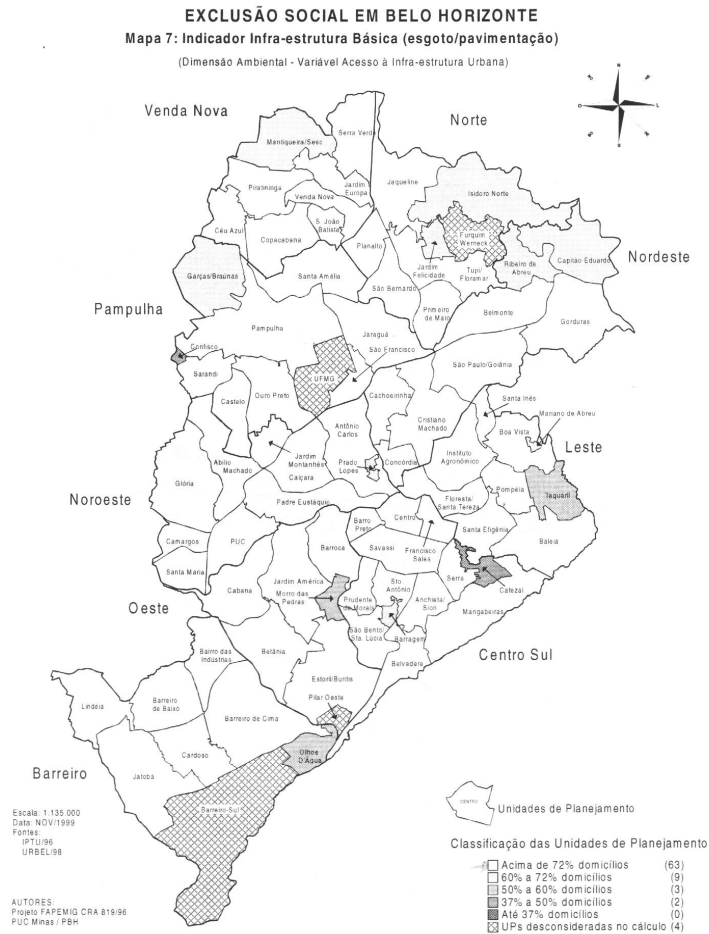 EXCLUSÃO SOCIAL EM BELO HORIZONTE
Mapa 7: Indicador Infra-estrutura Básica (esgoto/pavimentação)
(Dimensão Ambiental - Variável Acesso à Infra-estrutura Urbana)
N
O
L
S
Venda Nova
Norte
Serra Verde
Mantiqueira/Sesc
Jaqueline
Piratininga
Jardim
Europa
Isidoro Norte
Venda Nova
Céu Azul
S. João
Batista
Copacabana
Planalto
Furquim
Werneck
Nordeste
Jardim
Felicidade
Tupi/
Floramar
Ribeiro de
Abreu
Capitão Eduardo
Garças/Braúnas
Santa Amélia
São Bernardo
Pampulha
Primeiro
de Maio
Belmonte
Gorduras
Pampulha
Jaraguá
São Francisco
Confisco
Sarandi
UFMG
São Paulo/Goiânia
Castelo
Ouro Preto
Cachoeirinha
Santa Inês
Mariano de Abreu
Cristiano
Machado
Boa Vista
Antônio
Carlos
Leste
Abilio
Machado
Jardim
Montanhês
Prado
Lopes
Concórdia
Instituto
Agronômico
Glória
Caiçara
Pompéia
Taquaril
Noroeste
Padre Eustáquio
Floresta/
Santa Tereza
Centro
Barro
Preto
Santa Efigênia
Camargos
PUC
Barroca
Savassi
Francisco
Sales
Baleia
Santa Maria
Jardim América
Sto
Antônio
Serra
Cafezal
Cabana
Morro das
Pedras
Prudente
de Morais
Anchieta/
Sion
Mangabeiras
Oeste
São Bento/
Sta. Lúcia
Barragem
Bairro das
Indústrias
Betânia
Belvedere
Centro Sul
Estoril/Buritis
Lindéia
Barreiro
de Baixo
Pilar Oeste
Barreiro de Cima
Cardoso
Olhos
D'Água
Barreiro
Jatoba
Barreiro-Sul
CENTRO
Unidades de Planejamento
Escala: 1:135.000
Data: NOV/1999
Fontes:
IPTU/96
URBEL/98
Classificação das Unidades de Planejamento
Acima de 72% domicílios (63)
60% a 72% domicílios (9)
50% a 60% domicílios (3)
37% a 50% domicílios (2)
Até 37% domicílios (0)
UPs desconsideradas no cálculo (4)
AUTORES:
Projeto FAPEMIG CRA 819/96
PUC Minas / PBH